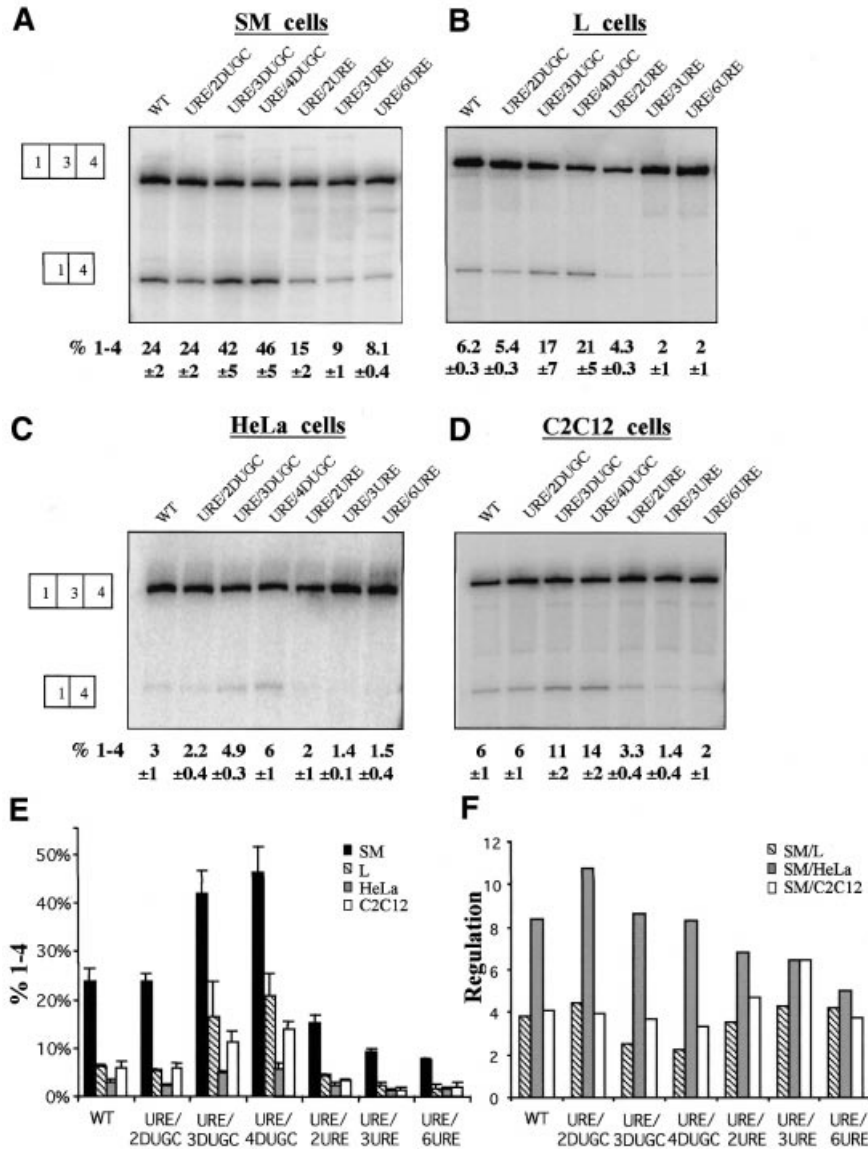 A SM cells
WT URE/2DUGC URE/3DUGC URE/4DUGC URE/2URE URE/3URE URE/6URE
1 3 4
1 4
% 1-4 24 24 42 46 15 9 8.1
±2 ±2 ±5 ±5 ±2 ±1 ±0.4
B L cells
WT URE/2DUGC URE/3DUGC URE/4DUGC URE/2URE URE/3URE URE/6URE
6.2 5.4 17 21 4.3 2 2
±0.3 ±0.3 ±7 ±5 ±0.3 ±1 ±1
C HeLa cells
WT URE/2DUGC URE/3DUGC URE/4DUGC URE/2URE URE/3URE URE/6URE
1 3 4
1 4
% 1-4 3 2.2 4.9 6 2 1.4 1.5
±1 ±0.4 ±0.3 ±1 ±1 ±0.1 ±0.4
D C2C12 cells
WT URE/2DUGC URE/3DUGC URE/4DUGC URE/2URE URE/3URE URE/6URE
6 6 11 14 3.3 1.4 2
±1 ±1 ±2 ±2 ±0.4 ±0.4 ±1
E
% 1-4
50%
40%
30%
20%
10%
0%
SM
L
HeLa
C2C12
WT URE/ URE/ URE/ URE/ URE/ URE/
2DUGC 3DUGC 4DUGC 2URE 3URE 6URE
F
Regulation
12
10
8
6
4
2
0
SM/L
SM/HeLa
SM/C2C12
WT URE/ URE/ URE/ URE/ URE/ URE/
2DUGC 3DUGC 4DUGC 2URE 3URE 6URE